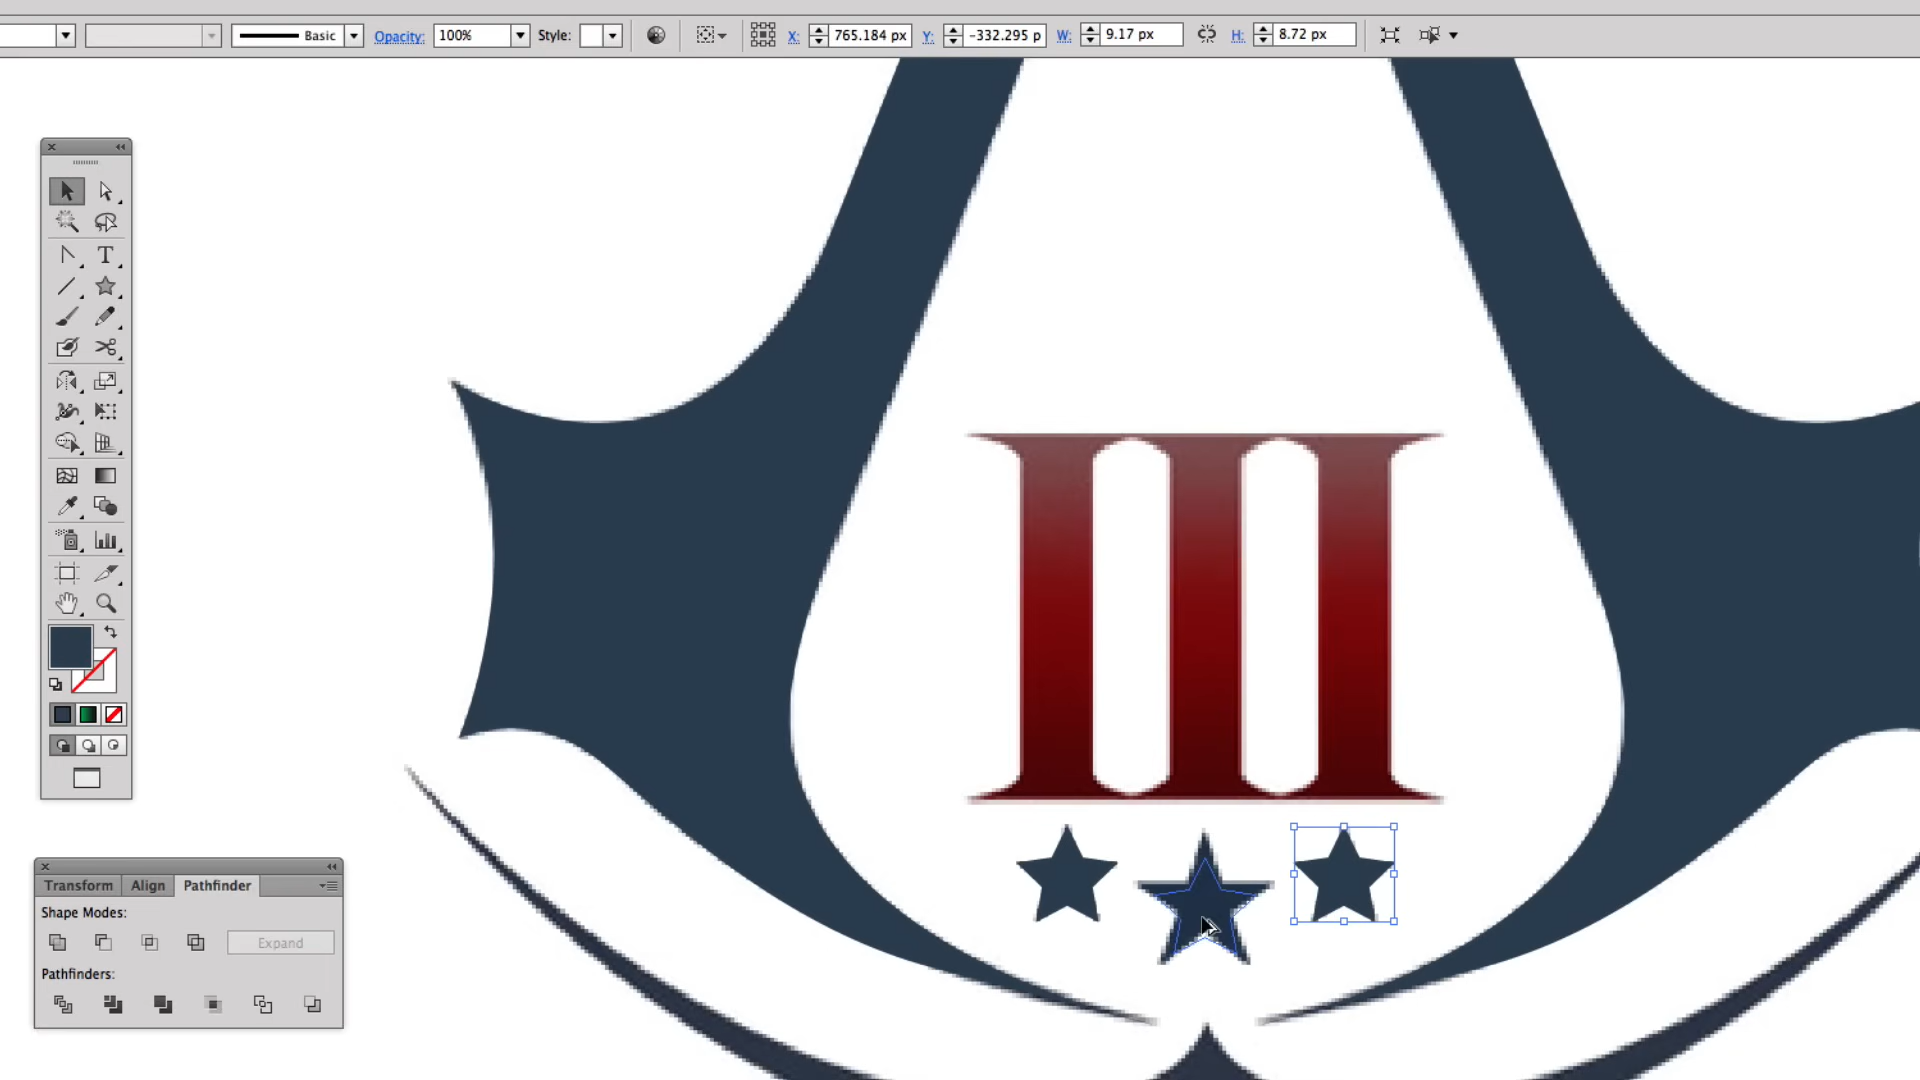 Basic Opacity: 100% Style: X: 765.184 px Y: -332.295 p W: 9.17 px H: 8.72 px
T
III
Transform Align Pathfinder
Shape Modes:
Expand
Pathfinders: